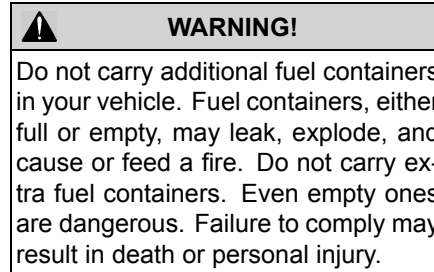 WARNING!
Do not carry additional fuel containers
in your vehicle. Fuel containers, either
full or empty, may leak, explode, and
cause or feed a fire. Do not carry ex-
tra fuel containers. Even empty ones
are dangerous. Failure to comply may
result in death or personal injury.